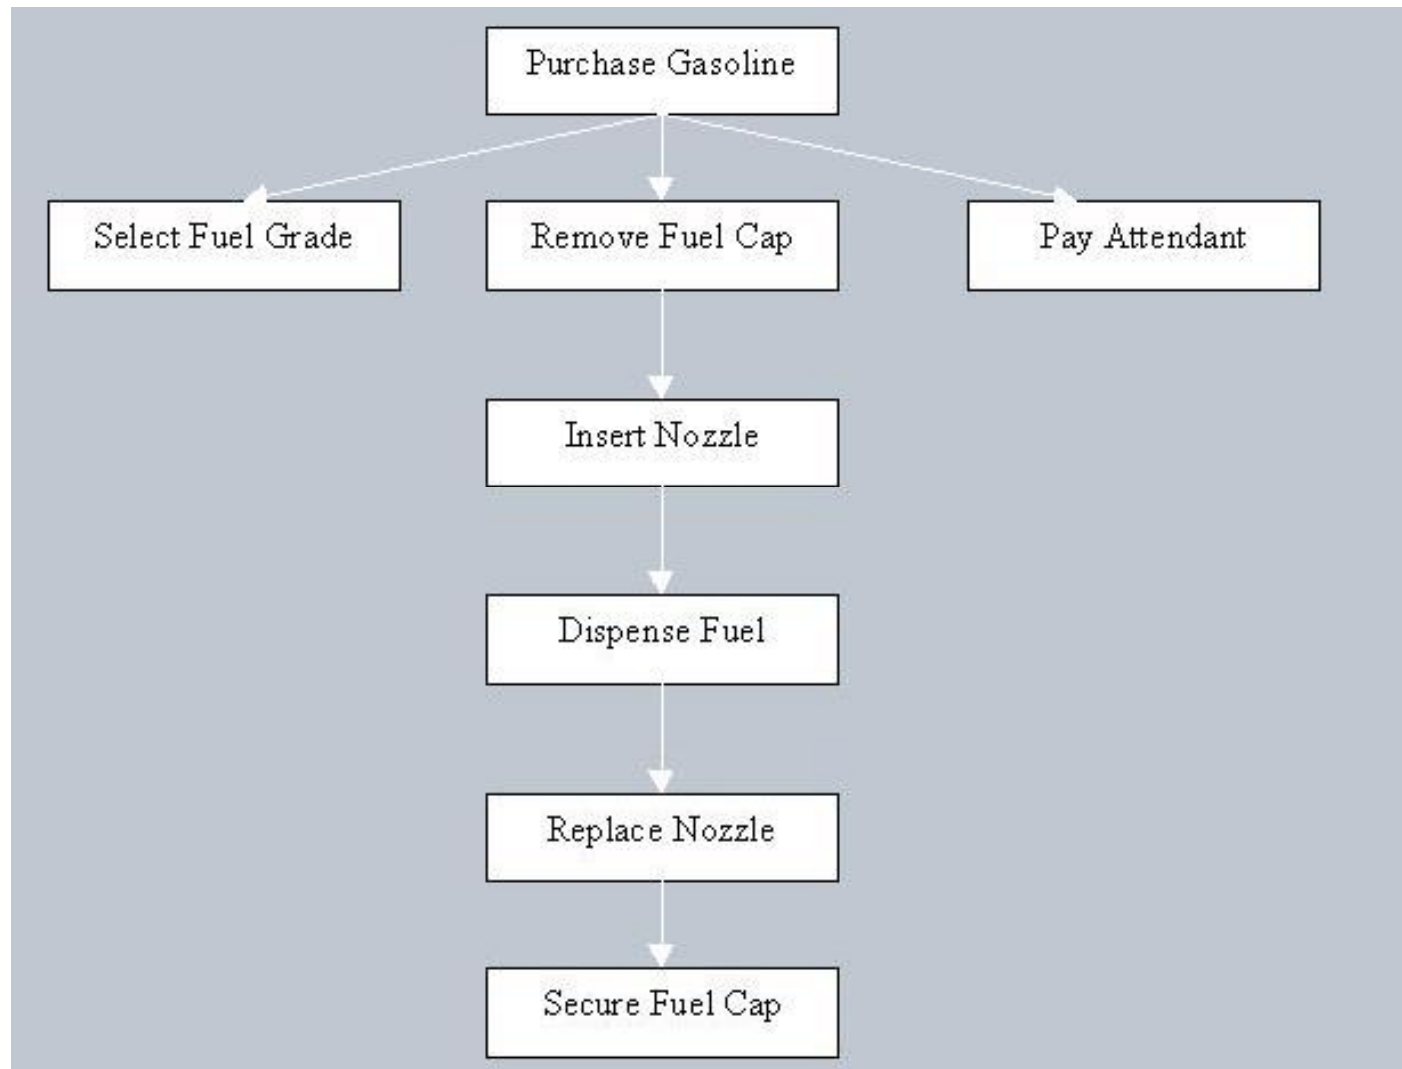 Purchase Gasoline
Select Fuel Grade
Remove Fuel Cap
Pay Attendant
Insert Nozzle
Dispense Fuel
Replace Nozzle
Secure Fuel Cap